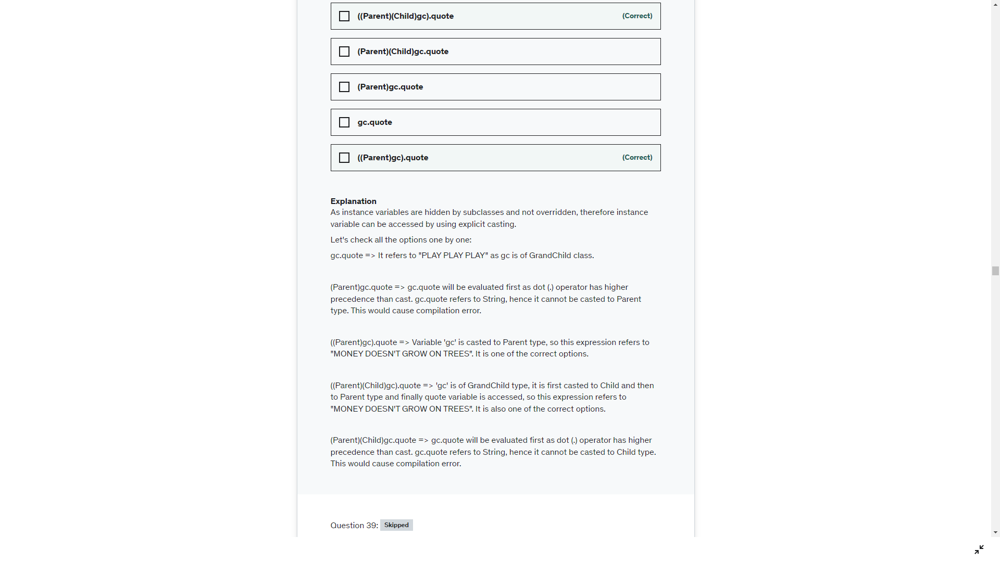 ((Parent)(Child)gc).quote (Correct)
(Parent)(Child)gc.quote
(Parent)gc.quote
gc.quote
((Parent)gc).quote (Correct)
Explanation
As instance variables are hidden by subclasses and not overridden, therefore instance
variable can be accessed by using explicit casting.
Let's check all the options one by one:
gc.quote => It refers to "PLAY PLAY PLAY" as gc is of GrandChild class.
(Parent)gc.quote => gc.quote will be evaluated first as dot (.) operator has higher
precedence than cast. gc.quote refers to String, hence it cannot be casted to Parent
type. This would cause compilation error.
((Parent)gc).quote => Variable 'gc' is casted to Parent type, so this expression refers to
"MONEY DOESN'T GROW ON TREES". It is one of the correct options.
((Parent)(Child)gc).quote => 'gc' is of GrandChild type, it is first casted to Child and then
to Parent type and finally quote variable is accessed, so this expression refers to
"MONEY DOESN'T GROW ON TREES". It is also one of the correct options.
(Parent)(Child)gc.quote => gc.quote will be evaluated first as dot (.) operator has higher
precedence than cast. gc.quote refers to String, hence it cannot be casted to Child type.
This would cause compilation error.
Question 39: Skipped